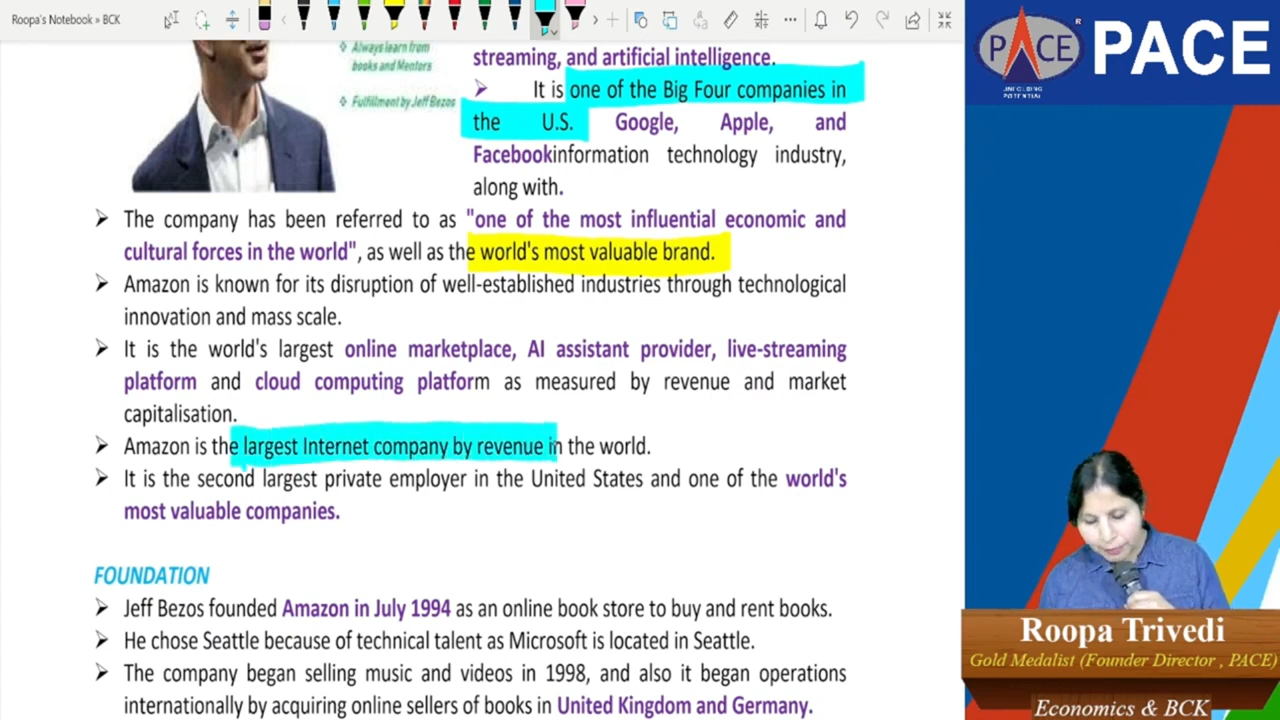 Roopa's Notebook » BCK
PACE
PACE
UNFOLDING
POTENTIAL
Always learn from
books and Mentors
Fulfillment by Jeff Bezos
streaming, and artificial intelligence.
It is one of the Big Four companies in
the U.S. Google, Apple, and
Facebookinformation technology industry,
along with.
The company has been referred to as "one of the most influential economic and
cultural forces in the world", as well as the world's most valuable brand.
Amazon is known for its disruption of well-established industries through technological
innovation and mass scale.
It is the world's largest online marketplace, AI assistant provider, live-streaming
platform and cloud computing platform as measured by revenue and market
capitalisation.
Amazon is the largest Internet company by revenue in the world.
It is the second largest private employer in the United States and one of the world's
most valuable companies.
FOUNDATION
Jeff Bezos founded Amazon in July 1994 as an online book store to buy and rent books.
He chose Seattle because of technical talent as Microsoft is located in Seattle.
The company began selling music and videos in 1998, and also it began operations
internationally by acquiring online sellers of books in United Kingdom and Germany.
Roopa Trivedi
Gold Medalist (Founder Director , PACE)
Economics & BCK